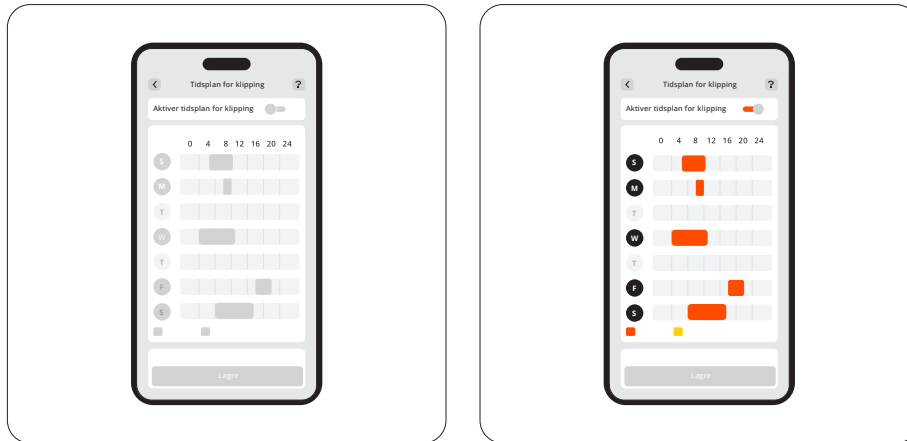 Tidsplan for klipping ?
Aktiver tidsplan for klipping
0 4 8 12 16 20 24
S
M
T
W
T
F
S
Lagre
Tidsplan for klipping ?
Aktiver tidsplan for klipping
0 4 8 12 16 20 24
S
M
T
W
T
F
S
Lagre